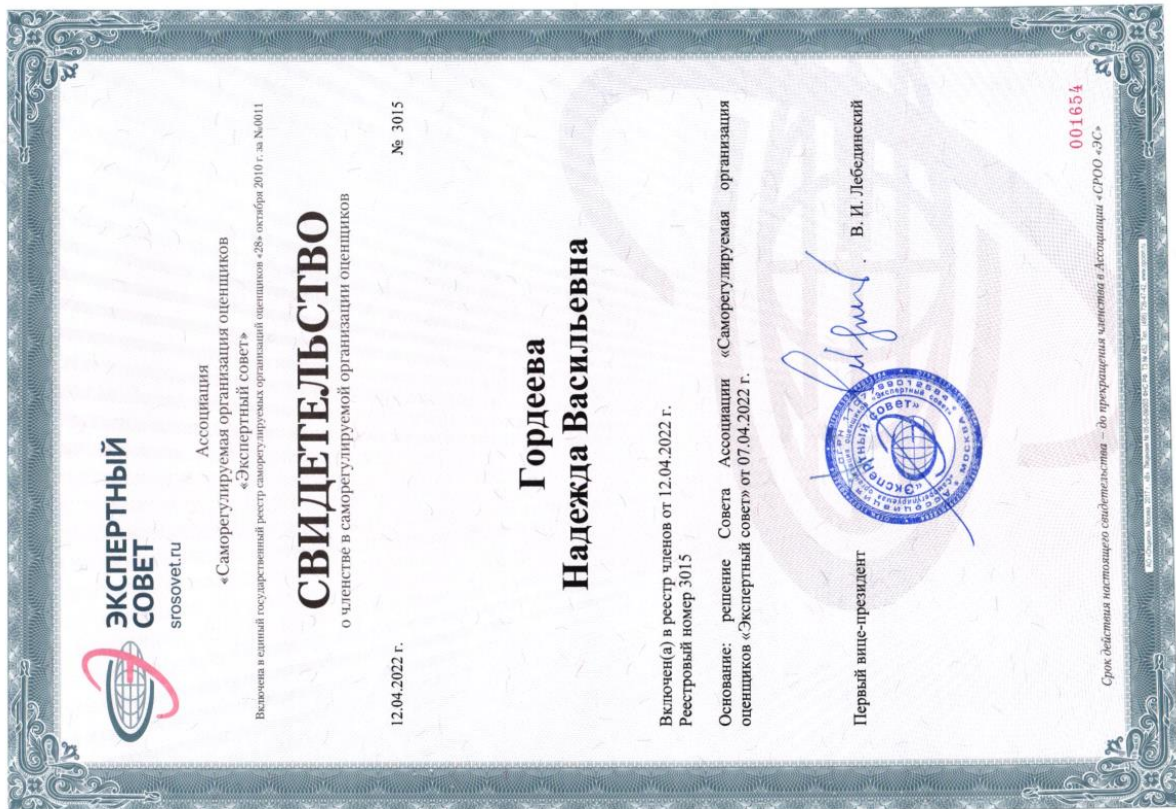 ЭКСПЕРТНЫЙ
СОВЕТ
srosovet.ru
Ассоциация
«Саморегулируемая организация оценщиков
«Экспертный совет»
Включена в единый государственный реестр саморегулируемых организаций оценщиков «28» октября 2010 г. за №0011
СВИДЕТЕЛЬСТВО
о членстве в саморегулируемой организации оценщиков
12.04.2022 г. № 3015
Гордеева
Надежда Васильевна
Включен(а) в реестр членов от 12.04.2022 г.
Реестровый номер 3015
Основание: решение Совета Ассоциации «Саморегулируемая организация
оценщиков «Экспертный совет» от 07.04.2022 г.
Первый вице-президент В. И. Лебединский
«Экспертный совет»
МОСКВА
001654
Срок действия настоящего свидетельства – до прекращения членства в Ассоциации «СРОО «ЭС»